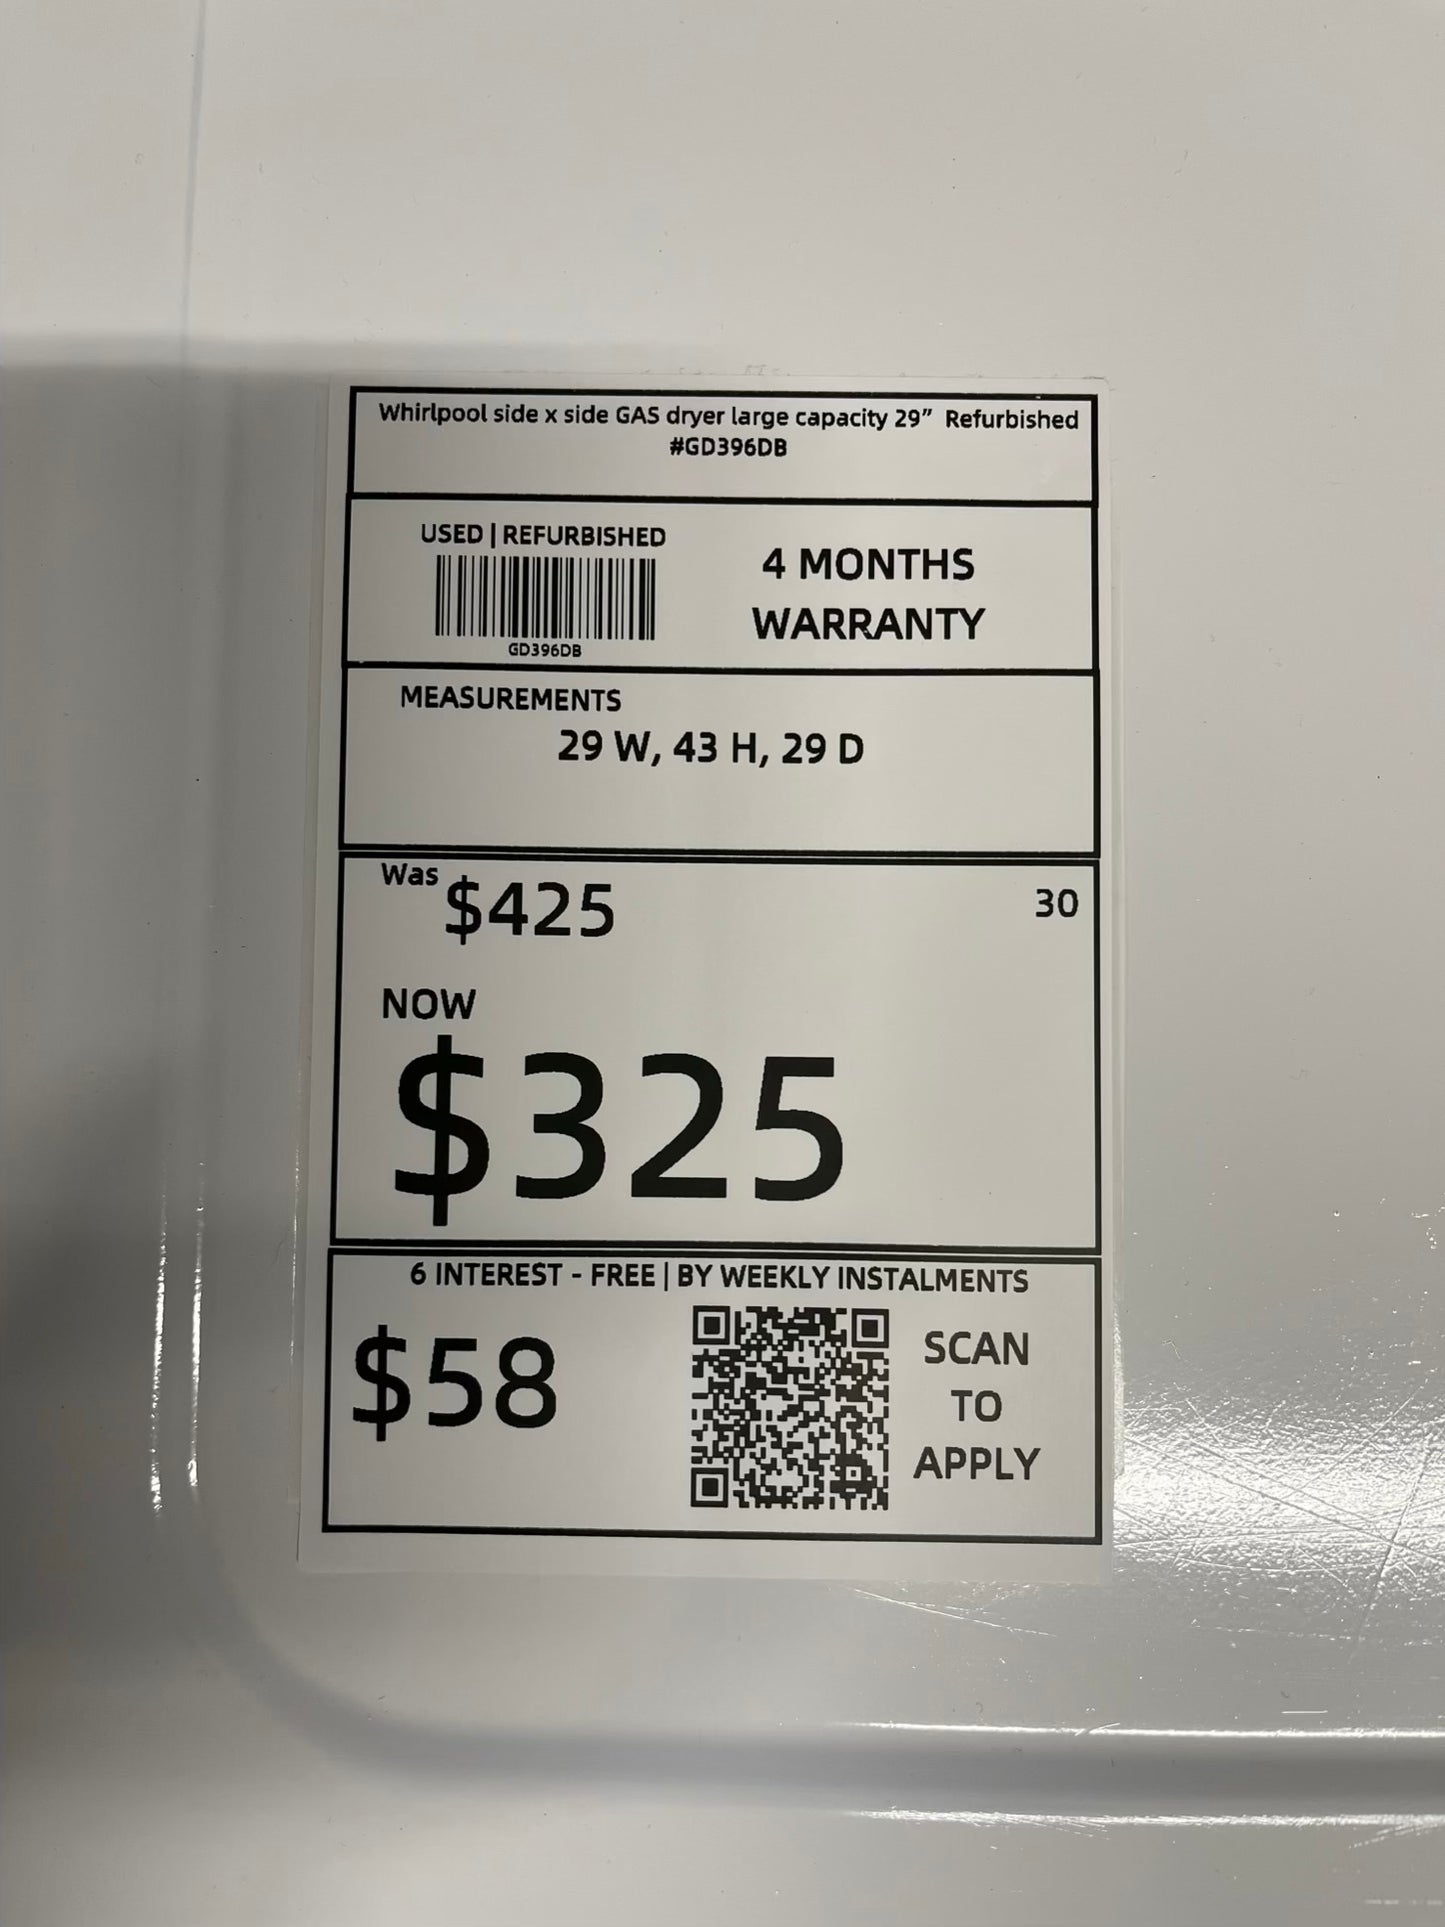 Whirlpool side x side GAS dryer large capacity 29” Refurbished
#GD396DB
USED | REFURBISHED
GD396DB
4 MONTHS
WARRANTY
MEASUREMENTS
29 W, 43 H, 29 D
Was $425
30
NOW
$325
6 INTEREST - FREE | BY WEEKLY INSTALMENTS
$58
SCAN
TO
APPLY